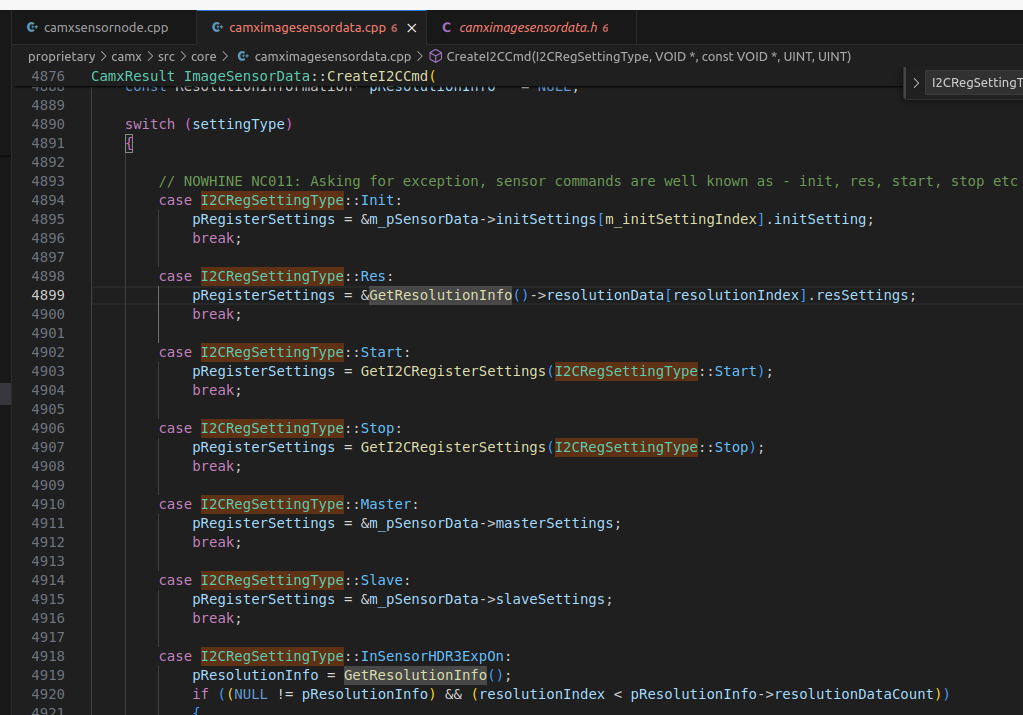 camxsensornode.cpp camximagesensordata.cpp 6 camximagesensordata.h 6
proprietary > camx > src > core > camximagesensordata.cpp > CreateI2CCmd(I2CRegSettingType, VOID *, const VOID *, UINT, UINT)
4876 CamxResult ImageSensorData::CreateI2CCmd(
I2CRegSettingT
4888 const ResolutionInformation* pResolutionInfo = NULL;
4889
4890 switch (settingType)
4891 {
4892
4893 // NOWHINE NC011: Asking for exception, sensor commands are well known as - init, res, start, stop etc
4894 case I2CRegSettingType::Init:
4895 pRegisterSettings = &m_pSensorData->initSettings[m_initSettingIndex].initSetting;
4896 break;
4897
4898 case I2CRegSettingType::Res:
4899 pRegisterSettings = &GetResolutionInfo()->resolutionData[resolutionIndex].resSettings;
4900 break;
4901
4902 case I2CRegSettingType::Start:
4903 pRegisterSettings = GetI2CRegisterSettings(I2CRegSettingType::Start);
4904 break;
4905
4906 case I2CRegSettingType::Stop:
4907 pRegisterSettings = GetI2CRegisterSettings(I2CRegSettingType::Stop);
4908 break;
4909
4910 case I2CRegSettingType::Master:
4911 pRegisterSettings = &m_pSensorData->masterSettings;
4912 break;
4913
4914 case I2CRegSettingType::Slave:
4915 pRegisterSettings = &m_pSensorData->slaveSettings;
4916 break;
4917
4918 case I2CRegSettingType::InSensorHDR3ExpOn:
4919 pResolutionInfo = GetResolutionInfo();
4920 if ((NULL != pResolutionInfo) && (resolutionIndex < pResolutionInfo->resolutionDataCount))
4921 {